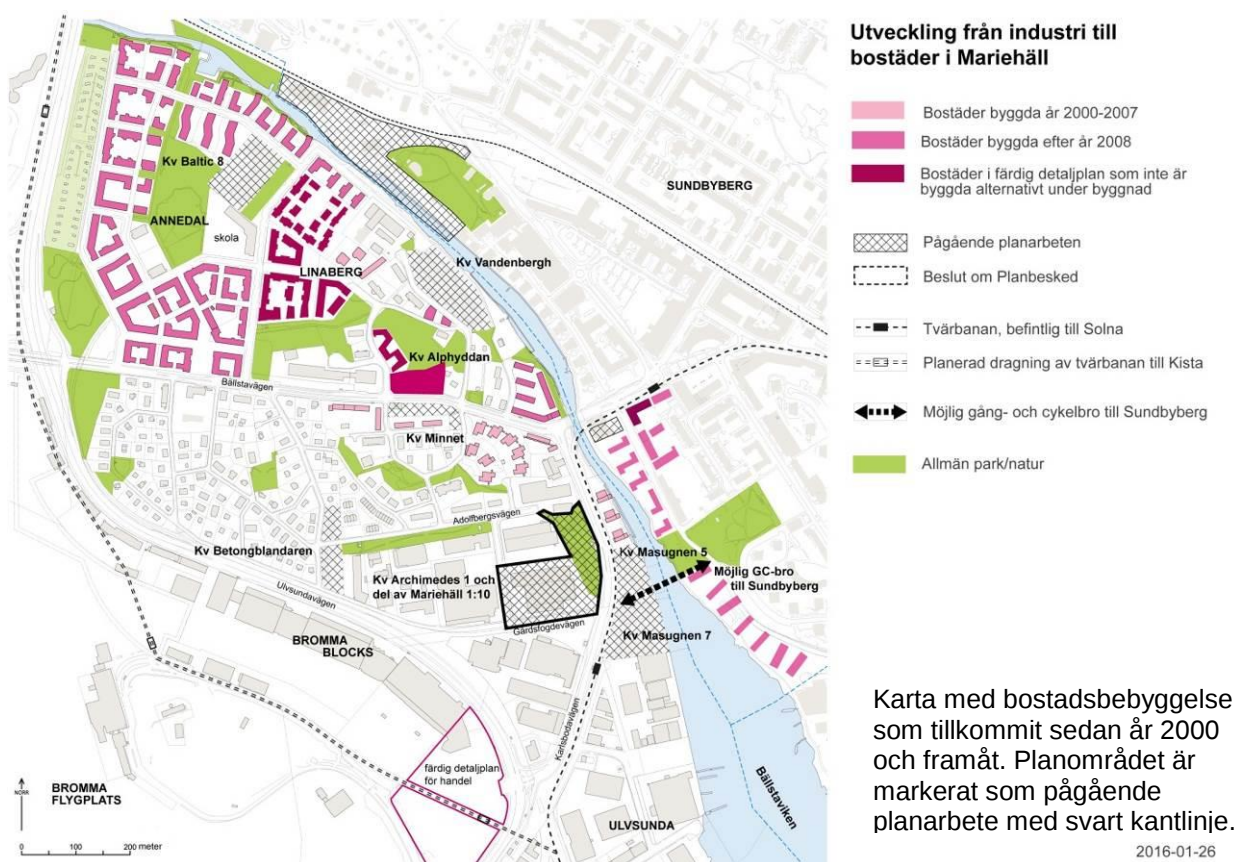 Utveckling från industri till
bostäder i Mariehäll
Bostäder byggda år 2000-2007
Bostäder byggda efter år 2008
Bostäder i färdig detaljplan som inte är
byggda alternativt under byggnad
Pågående planarbeten
Beslut om Planbesked
Tvärbanan, befintlig till Solna
Planerad dragning av tvärbanan till Kista
Möjlig gång- och cykelbro till Sundbyberg
Allmän park/natur
Kv Baltic 8
SUNDBYBERG
ANNEDAL
skola
Kv Vandenbergh
LINABERG
Kv Alphyddan
Bällstavägen
Kv Minnet
Adolfbergsvägen
Kv Betongblandaren
Kv Masugnen 5
Möjlig GC-bro
till Sundbyberg
Kv Archimedes 1 och
del av Mariehäll 1:10
Ulvsundavägen
Gårdsfogdevägen
Kv Masugnen 7
BROMMA
BLOCKS
Karlsbodavägen
färdig detaljplan
för handel
Bällstaviken
BROMMA
FLYGPLATS
ULVSUNDA
NORR
0 100 200 meter
Karta med bostadsbebyggelse
som tillkommit sedan år 2000
och framåt. Planområdet är
markerat som pågående
planarbete med svart kantlinje.
2016-01-26